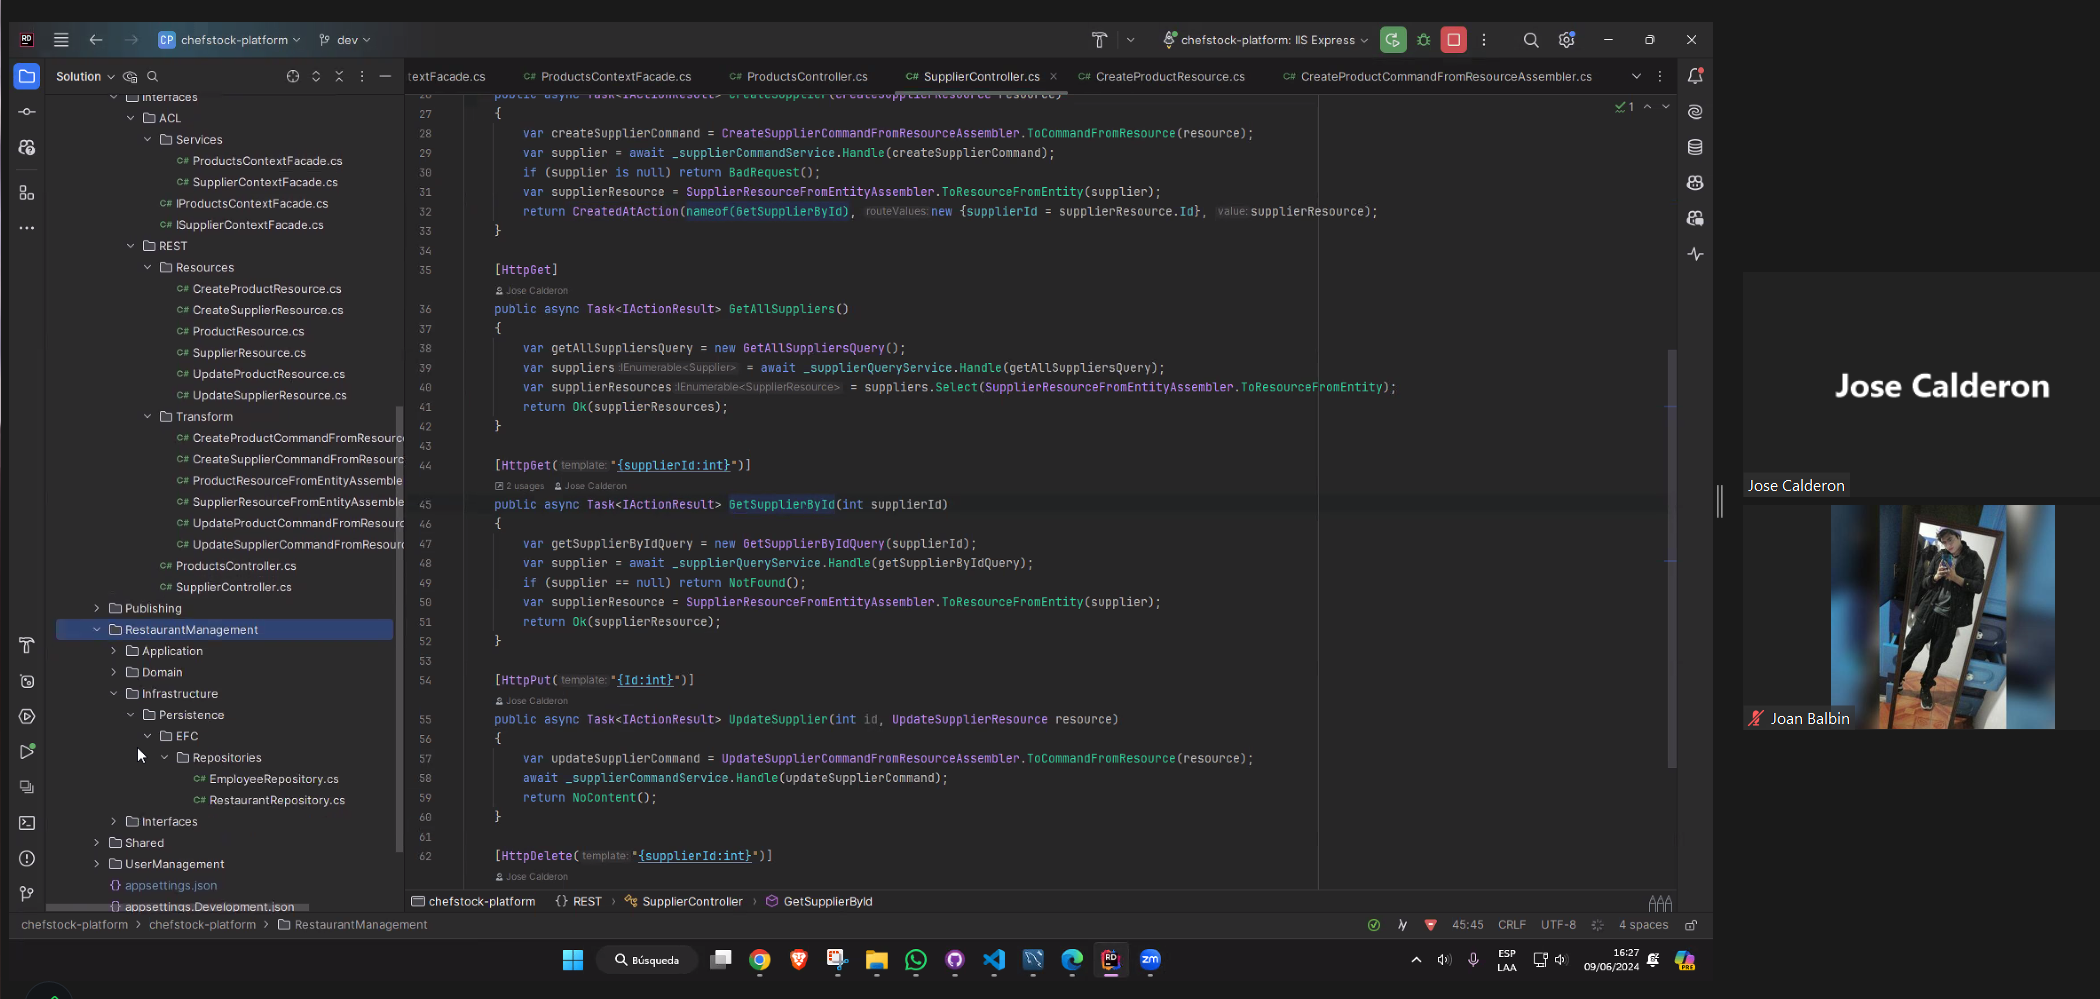 RD
CP chefstock-platform
dev
chefstock-platform: IIS Express
Solution
textFacade.cs
C# ProductsContextFacade.cs
C# ProductsController.cs
C# SupplierController.cs
C# CreateProductResource.cs
C# CreateProductCommandFromResourceAssembler.cs
Interfaces
ACL
Services
C# ProductsContextFacade.cs
C# SupplierContextFacade.cs
C# IProductsContextFacade.cs
C# ISupplierContextFacade.cs
REST
Resources
C# CreateProductResource.cs
C# CreateSupplierResource.cs
C# ProductResource.cs
C# SupplierResource.cs
C# UpdateProductResource.cs
C# UpdateSupplierResource.cs
Transform
C# CreateProductCommandFromResourc
C# CreateSupplierCommandFromResourc
C# ProductResourceFromEntityAssemble
C# SupplierResourceFromEntityAssemble
C# UpdateProductCommandFromResour
C# UpdateSupplierCommandFromResour
C# ProductsController.cs
C# SupplierController.cs
Publishing
RestaurantManagement
Application
Domain
Infrastructure
Persistence
EFC
Repositories
C# EmployeeRepository.cs
C# RestaurantRepository.cs
Interfaces
Shared
UserManagement
{} appsettings.json
{} appsettings.Development.json
26 public async Task<IActionResult> CreateSupplier(CreateSupplierResource resource)
27 {
28 var createSupplierCommand = CreateSupplierCommandFromResourceAssembler.ToCommandFromResource(resource);
29 var supplier = await _supplierCommandService.Handle(createSupplierCommand);
30 if (supplier is null) return BadRequest();
31 var supplierResource = SupplierResourceFromEntityAssembler.ToResourceFromEntity(supplier);
32 return CreatedAtAction(nameof(GetSupplierById), routeValues: new {supplierId = supplierResource.Id}, value: supplierResource);
33 }
34
35 [HttpGet]
Jose Calderon
36 public async Task<IActionResult> GetAllSuppliers()
37 {
38 var getAllSuppliersQuery = new GetAllSuppliersQuery();
39 var suppliers :IEnumerable<Supplier> = await _supplierQueryService.Handle(getAllSuppliersQuery);
40 var supplierResources :IEnumerable<SupplierResource> = suppliers.Select(SupplierResourceFromEntityAssembler.ToResourceFromEntity);
41 return Ok(supplierResources);
42 }
43
44 [HttpGet( template: "{supplierId:int}")]
2 usages Jose Calderon
45 public async Task<IActionResult> GetSupplierById(int supplierId)
46 {
47 var getSupplierByIdQuery = new GetSupplierByIdQuery(supplierId);
48 var supplier = await _supplierQueryService.Handle(getSupplierByIdQuery);
49 if (supplier == null) return NotFound();
50 var supplierResource = SupplierResourceFromEntityAssembler.ToResourceFromEntity(supplier);
51 return Ok(supplierResource);
52 }
53
54 [HttpPut( template: "{Id:int}")]
Jose Calderon
55 public async Task<IActionResult> UpdateSupplier(int id, UpdateSupplierResource resource)
56 {
57 var updateSupplierCommand = UpdateSupplierCommandFromResourceAssembler.ToCommandFromResource(resource);
58 await _supplierCommandService.Handle(updateSupplierCommand);
59 return NoContent();
60 }
61
62 [HttpDelete( template: "{supplierId:int}")]
Jose Calderon
1
chefstock-platform {} REST > SupplierController > GetSupplierById
chefstock-platform > chefstock-platform > RestaurantManagement
45:45 CRLF UTF-8 4 spaces
Búsqueda
RD
zm
ESP
LAA
16:27
09/06/2024
PRE
Jose Calderon
Jose Calderon
Joan Balbin